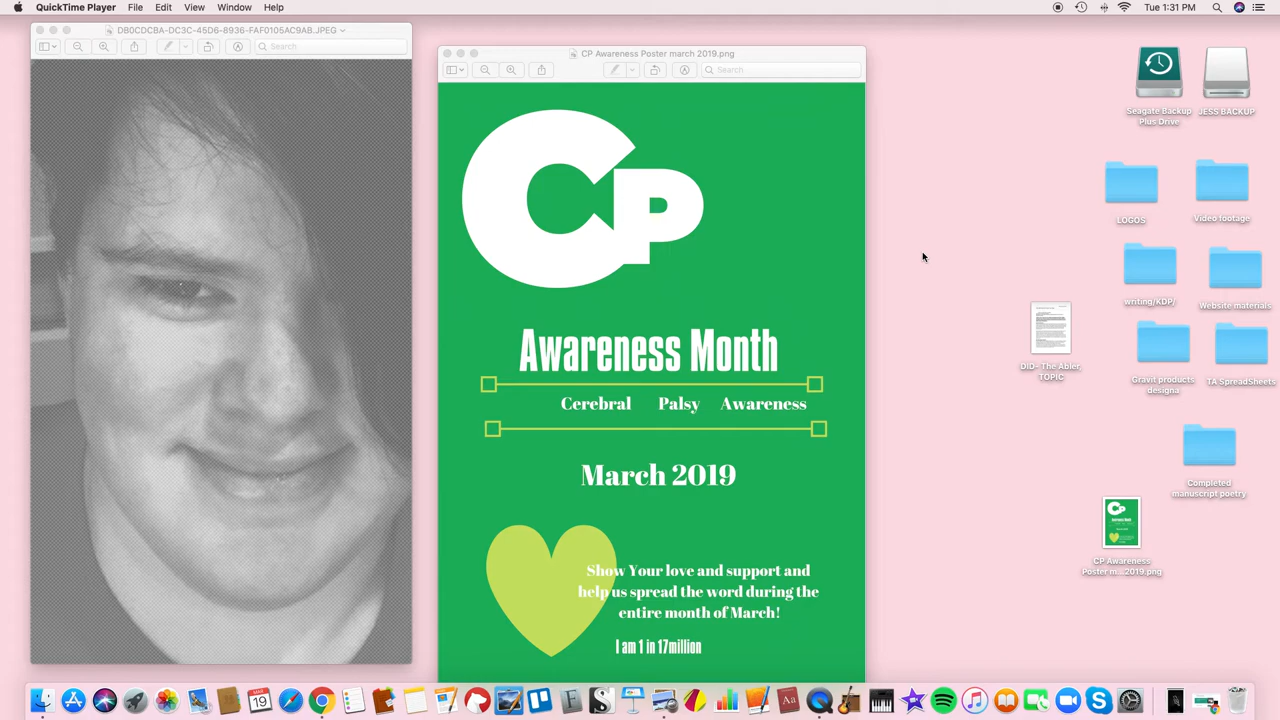 QuickTime Player File Edit View Window Help
Tue 1:31 PM
DB0CDCBA-DC3C-45D6-8936-FAF0105AC9AB.JPEG
Search
CP Awareness Poster march 2019.png
Search
CP
Awareness Month
Cerebral Palsy Awareness
March 2019
Show Your love and support and
help us spread the word during the
entire month of March!
I am 1 in 17million
Seagate Backup
Plus Drive
JESS BACKUP
LOGOS
Video footage
writing/KDP/
Website materials
DID- The Abler
TOPIC
Gravit products
designa
TA SpreadSheets
Completed
manuscript poetry
CP Awareness
Poster m...2019.png
MAR
19